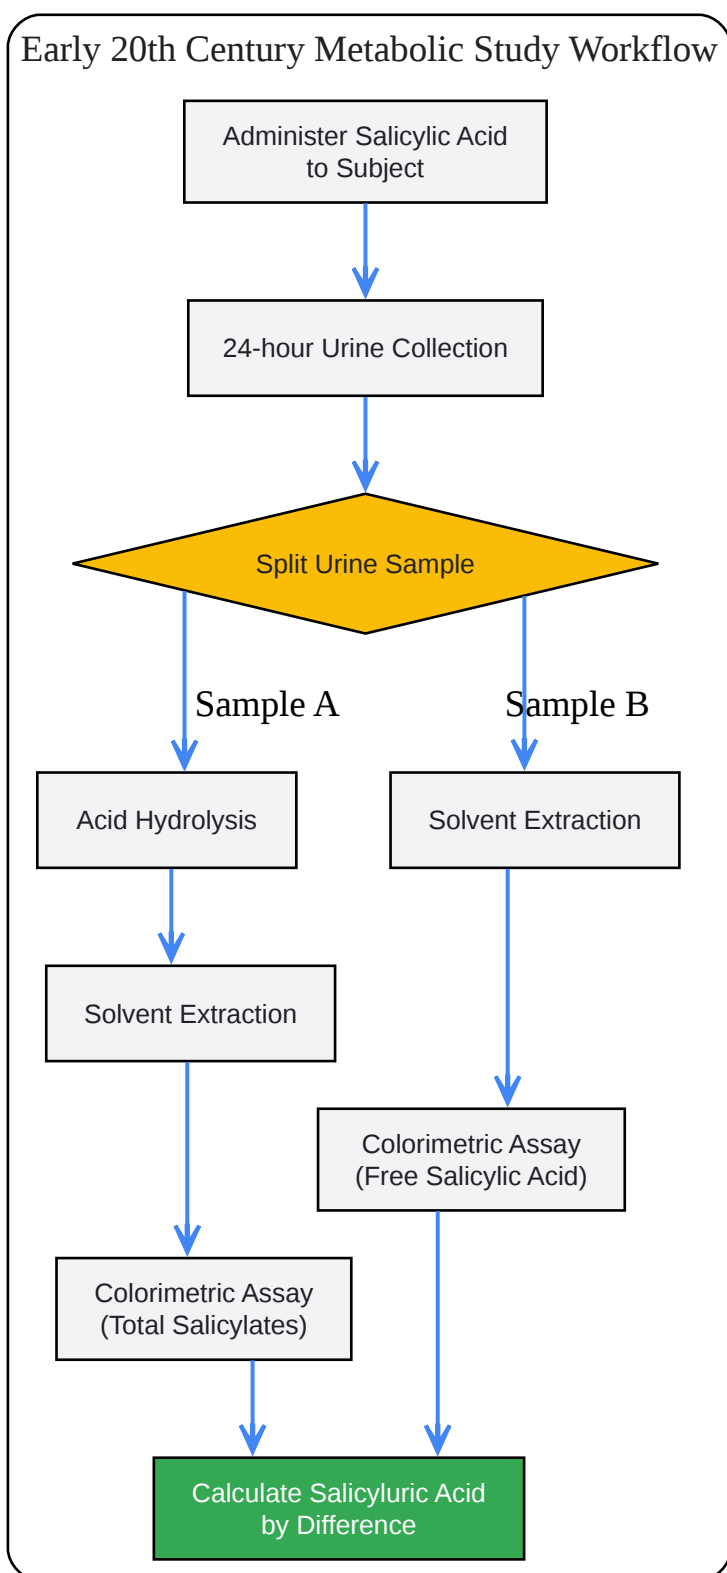 Early 20th Century Metabolic Study Workflow
Administer Salicylic Acid
to Subject
24-hour Urine Collection
Split Urine Sample
Sample A
Sample B
Acid Hydrolysis
Solvent Extraction
Solvent Extraction
Colorimetric Assay
(Free Salicylic Acid)
Colorimetric Assay
(Total Salicylates)
Calculate Salicyluric Acid
by Difference